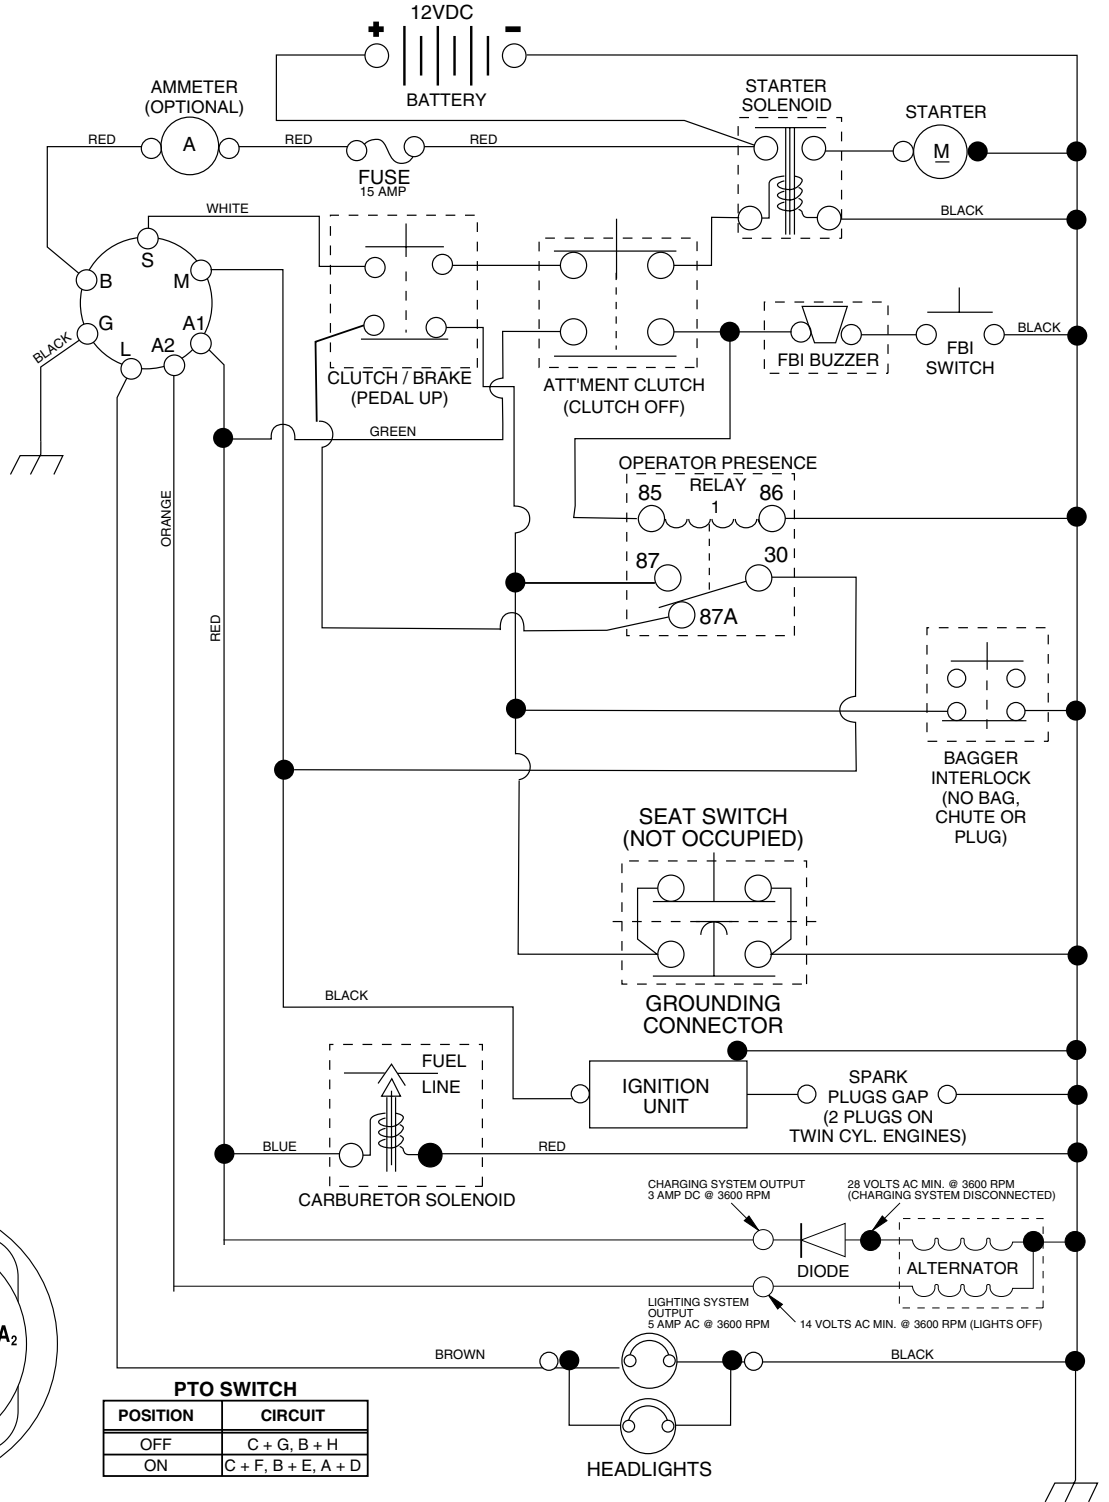 12VDC
+ −
BATTERY
AMMETER
(OPTIONAL)
RED
A
RED
FUSE
15 AMP
RED
STARTER
SOLENOID
STARTER
M
WHITE
BLACK
S
B
M
G
A1
L
A2
BLACK
CLUTCH / BRAKE
(PEDAL UP)
ATT'MENT CLUTCH
(CLUTCH OFF)
FBI BUZZER
FBI
SWITCH
BLACK
GREEN
OPERATOR PRESENCE
RELAY
1
85
86
87
30
87A
ORANGE
RED
BAGGER
INTERLOCK
(NO BAG,
CHUTE OR
PLUG)
SEAT SWITCH
(NOT OCCUPIED)
GROUNDING
CONNECTOR
BLACK
FUEL
LINE
IGNITION
UNIT
SPARK
PLUGS GAP
(2 PLUGS ON
TWIN CYL. ENGINES)
BLUE
RED
CARBURETOR SOLENOID
CHARGING SYSTEM OUTPUT
3 AMP DC @ 3600 RPM
28 VOLTS AC MIN. @ 3600 RPM
(CHARGING SYSTEM DISCONNECTED)
DIODE
ALTERNATOR
LIGHTING SYSTEM
OUTPUT
5 AMP AC @ 3600 RPM
14 VOLTS AC MIN. @ 3600 RPM (LIGHTS OFF)
A2
BROWN
BLACK
HEADLIGHTS
PTO SWITCH
POSITION CIRCUIT
OFF C + G, B + H
ON C + F, B + E, A + D